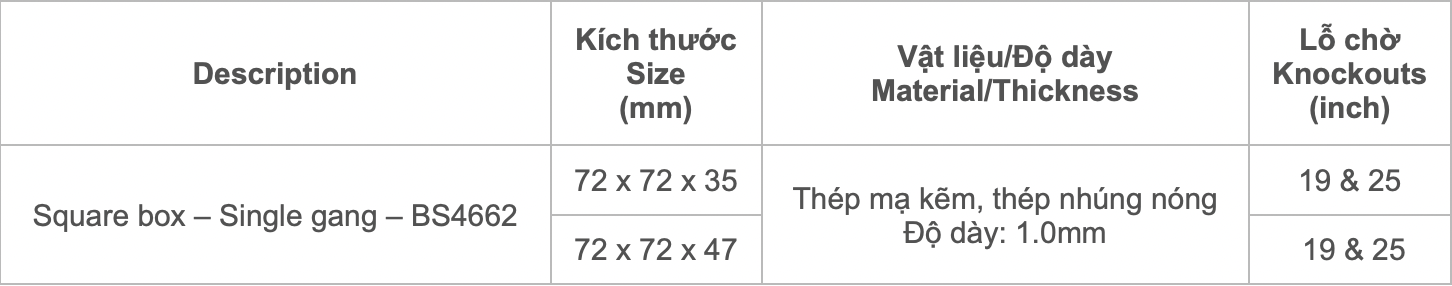 Description
Kích thước
Size
(mm)
Vật liệu/Độ dày
Material/Thickness
Lỗ chờ
Knockouts
(inch)
Square box – Single gang – BS4662
72 x 72 x 35
Thép mạ kẽm, thép nhúng nóng
Độ dày: 1.0mm
19 & 25
72 x 72 x 47
19 & 25